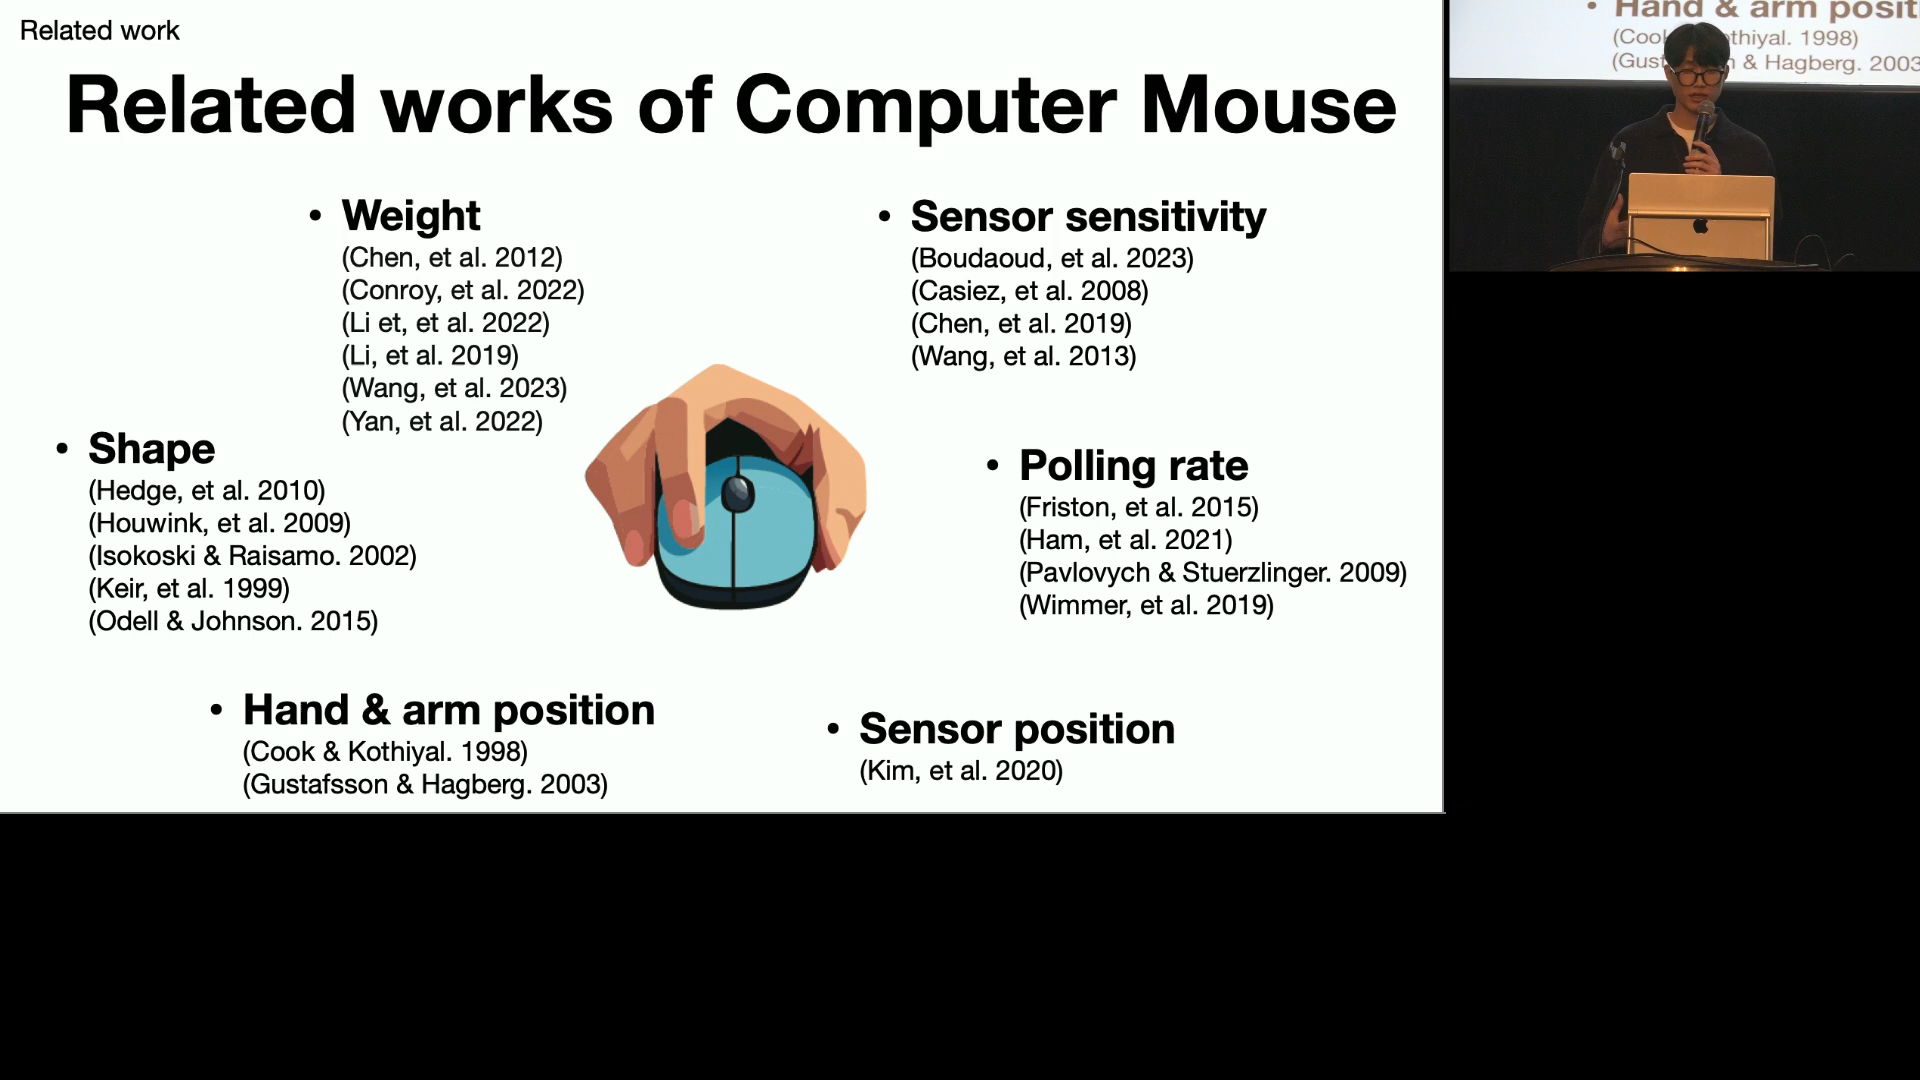 Related work
Related works of Computer Mouse
• Weight
(Chen, et al. 2012)
(Conroy, et al. 2022)
(Li et, et al. 2022)
(Li, et al. 2019)
(Wang, et al. 2023)
(Yan, et al. 2022)
• Sensor sensitivity
(Boudaoud, et al. 2023)
(Casiez, et al. 2008)
(Chen, et al. 2019)
(Wang, et al. 2013)
• Shape
(Hedge, et al. 2010)
(Houwink, et al. 2009)
(Isokoski & Raisamo. 2002)
(Keir, et al. 1999)
(Odell & Johnson. 2015)
• Polling rate
(Friston, et al. 2015)
(Ham, et al. 2021)
(Pavlovych & Stuerzlinger. 2009)
(Wimmer, et al. 2019)
• Hand & arm position
(Cook & Kothiyal. 1998)
(Gustafsson & Hagberg. 2003)
• Sensor position
(Kim, et al. 2020)
• Hand & arm posit
(Coo thiyal. 1998)
(Gus n & Hagberg. 2003